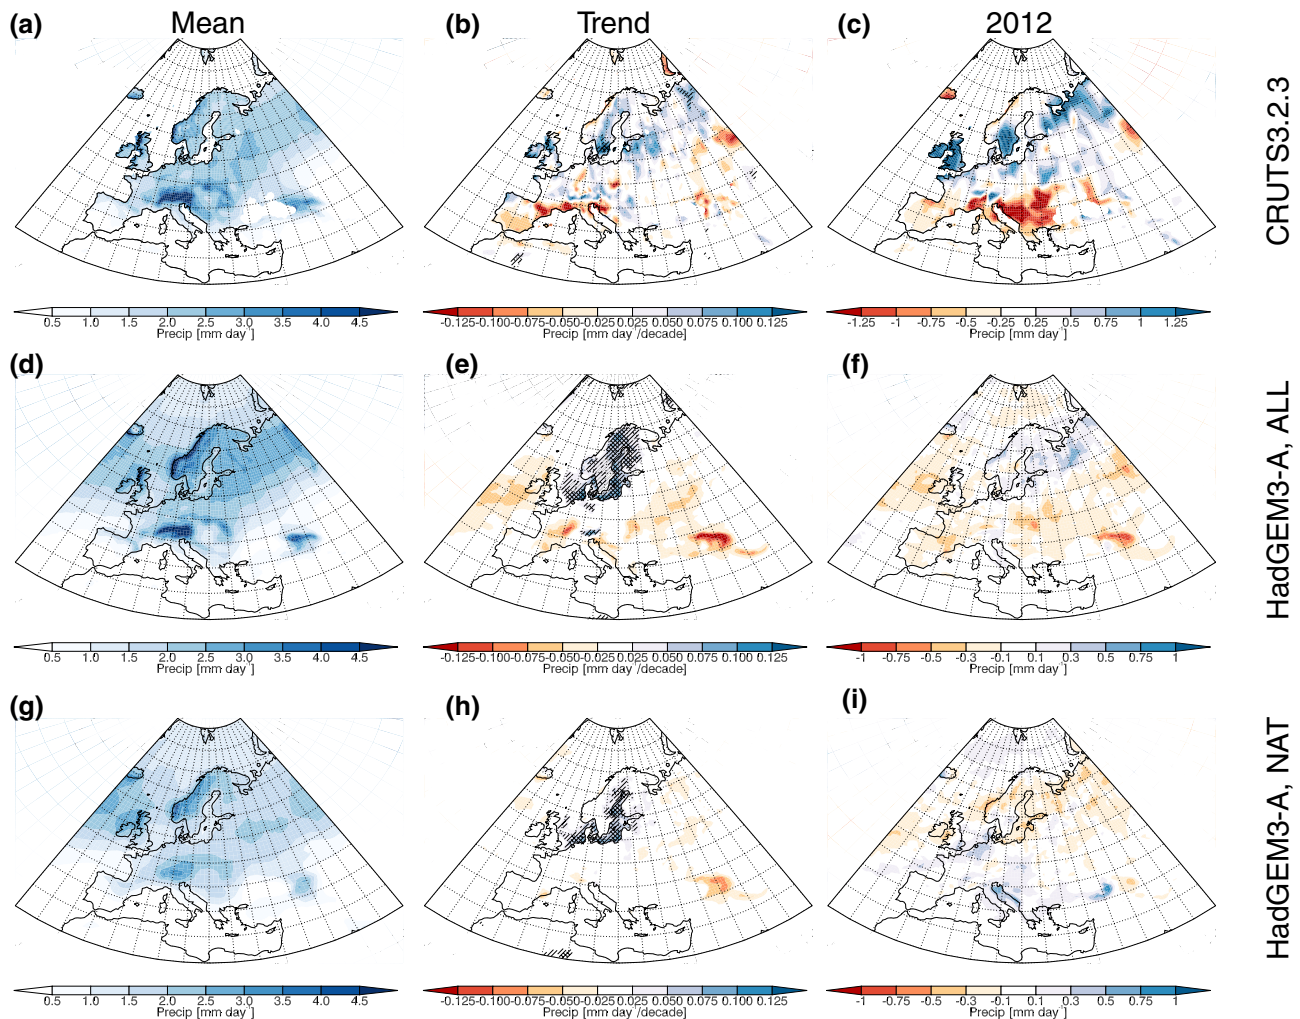 (a) Mean (b) Trend (c) 2012
CRUTS3.2.3
0.5 1.0 1.5 2.0 2.5 3.0 3.5 4.0 4.5
Precip [mm day⁻¹]
-0.125 -0.100 -0.075 -0.050 -0.025 0.025 0.050 0.075 0.100 0.125
Precip [mm day⁻¹/decade]
-1.25 -1 -0.75 -0.5 -0.25 0.25 0.5 0.75 1 1.25
Precip [mm day⁻¹]
(d) (e) (f)
HadGEM3-A, ALL
0.5 1.0 1.5 2.0 2.5 3.0 3.5 4.0 4.5
Precip [mm day⁻¹]
-0.125 -0.100 -0.075 -0.050 -0.025 0.025 0.050 0.075 0.100 0.125
Precip [mm day⁻¹/decade]
-1 -0.75 -0.5 -0.3 -0.1 0.1 0.3 0.5 0.75 1
Precip [mm day⁻¹]
(g) (h) (i)
HadGEM3-A, NAT
0.5 1.0 1.5 2.0 2.5 3.0 3.5 4.0 4.5
Precip [mm day⁻¹]
-0.125 -0.100 -0.075 -0.050 -0.025 0.025 0.050 0.075 0.100 0.125
Precip [mm day⁻¹/decade]
-1 -0.75 -0.5 -0.3 -0.1 0.1 0.3 0.5 0.75 1
Precip [mm day⁻¹]